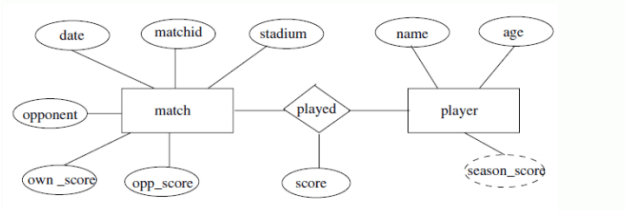 date
matchid
stadium
name
age
opponent
match
played
player
own _score
opp_score
score
season_score